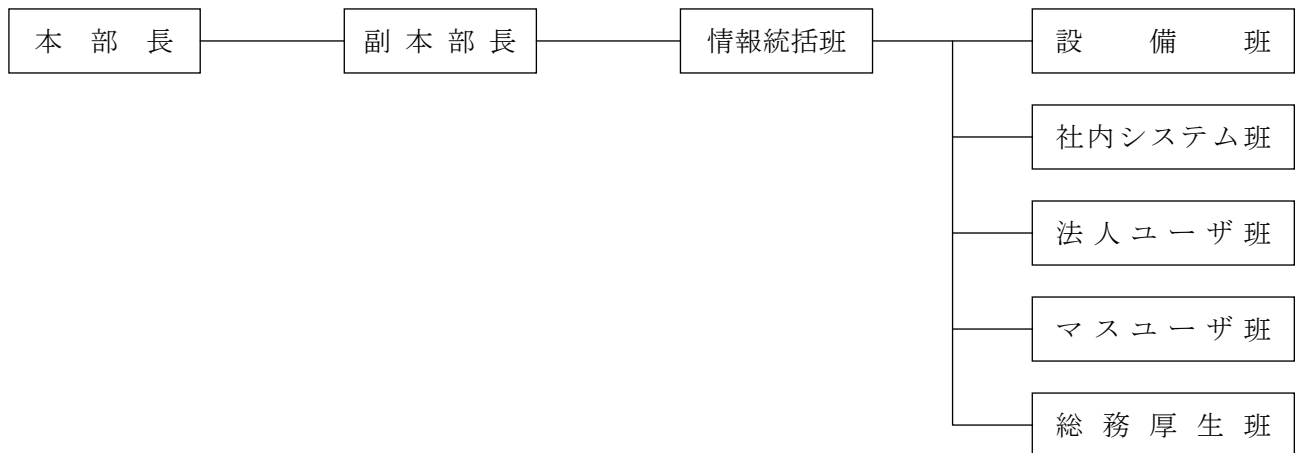 本部長
副本部長
情報統括班
設備班
社内システム班
法人ユーザ班
マスユーザ班
総務厚生班